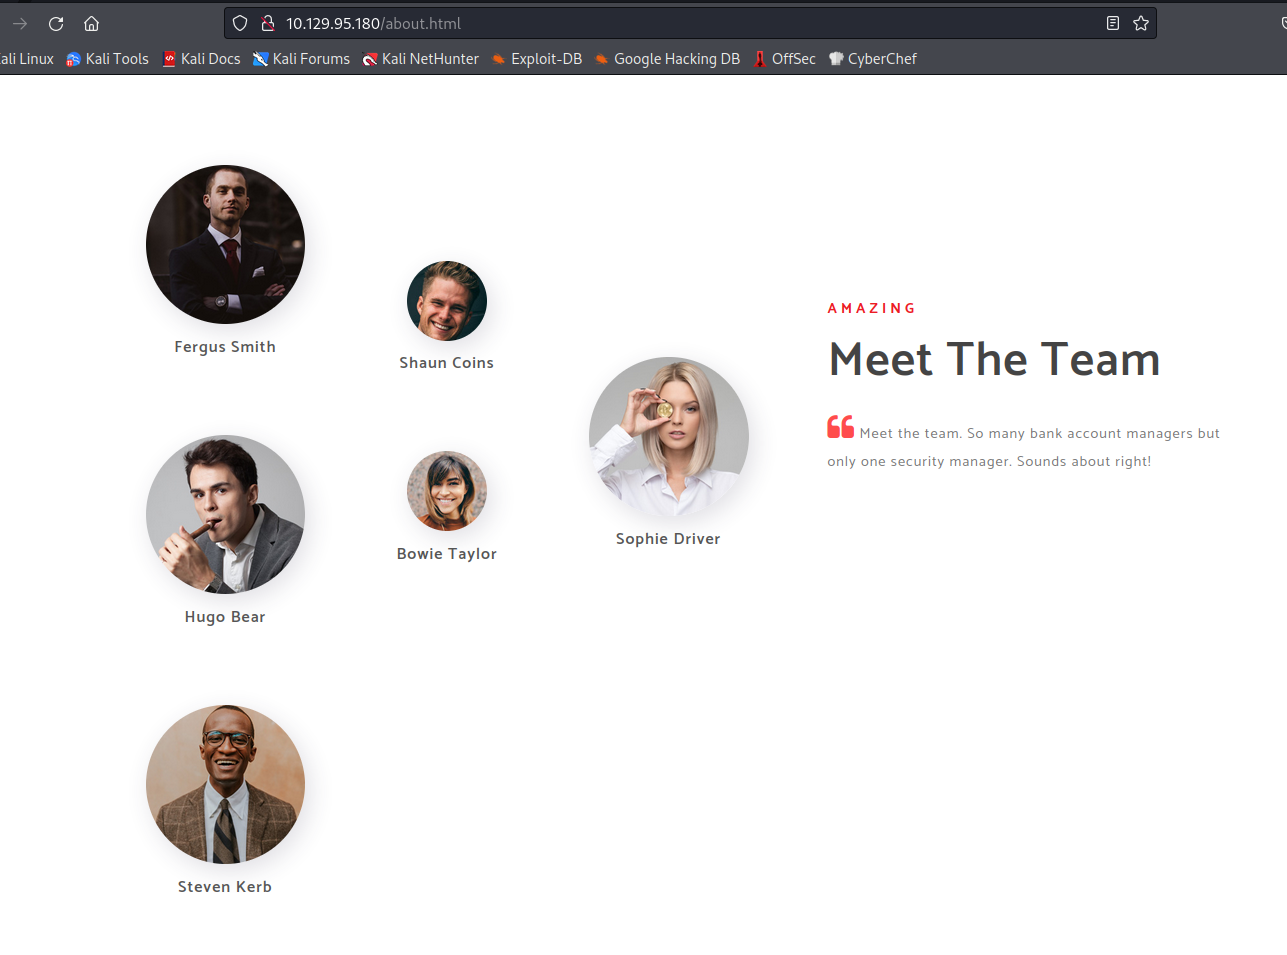 10.129.95.180/about.html
ali Linux Kali Tools Kali Docs Kali Forums Kali NetHunter Exploit-DB Google Hacking DB OffSec CyberChef
Fergus Smith
Shaun Coins
Hugo Bear
Bowie Taylor
Sophie Driver
Steven Kerb
AMAZING
Meet The Team
Meet the team. So many bank account managers but
only one security manager. Sounds about right!